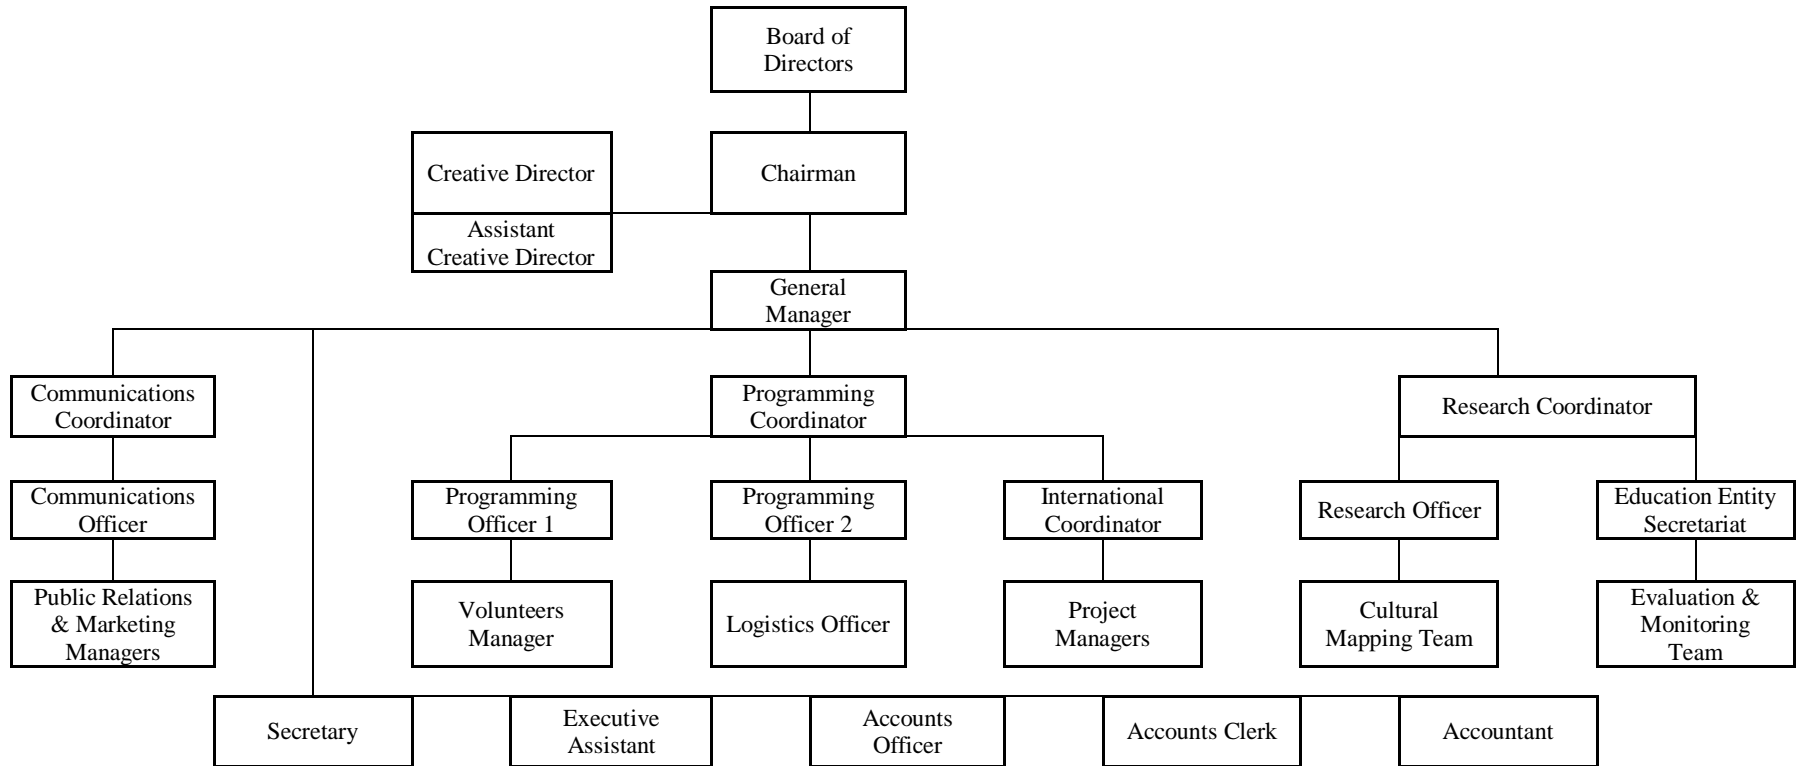 Board of
Directors
Creative Director
Chairman
Assistant
Creative Director
General
Manager
Communications
Coordinator
Programming
Coordinator
Research Coordinator
Communications
Officer
Programming
Officer 1
Programming
Officer 2
International
Coordinator
Research Officer
Education Entity
Secretariat
Public Relations
& Marketing
Managers
Volunteers
Manager
Logistics Officer
Project
Managers
Cultural
Mapping Team
Evaluation &
Monitoring
Team
Secretary
Executive
Assistant
Accounts
Officer
Accounts Clerk
Accountant